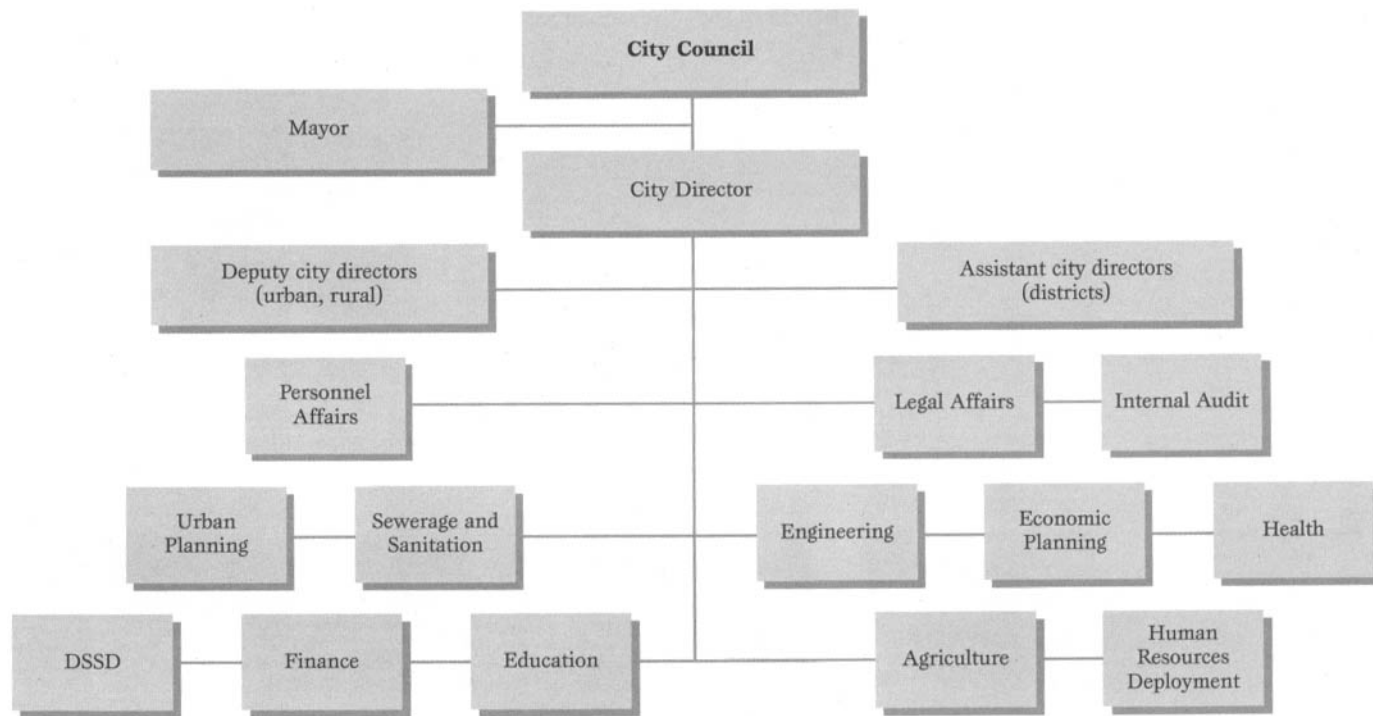 City Council
Mayor
City Director
Deputy city directors
(urban, rural)
Assistant city directors
(districts)
Personnel
Affairs
Legal Affairs
Internal Audit
Urban
Planning
Sewerage and
Sanitation
Engineering
Economic
Planning
Health
DSSD
Finance
Education
Agriculture
Human
Resources
Deployment